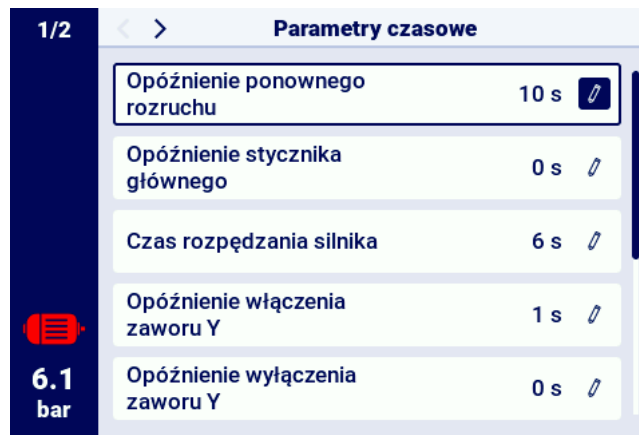 1/2
Parametry czasowe
Opóźnienie ponownego
rozruchu
10 s
Opóźnienie stycznika
głównego
0 s
Czas rozpędzania silnika
6 s
Opóźnienie włączenia
zaworu Y
1 s
Opóźnienie wyłączenia
zaworu Y
0 s
6.1
bar